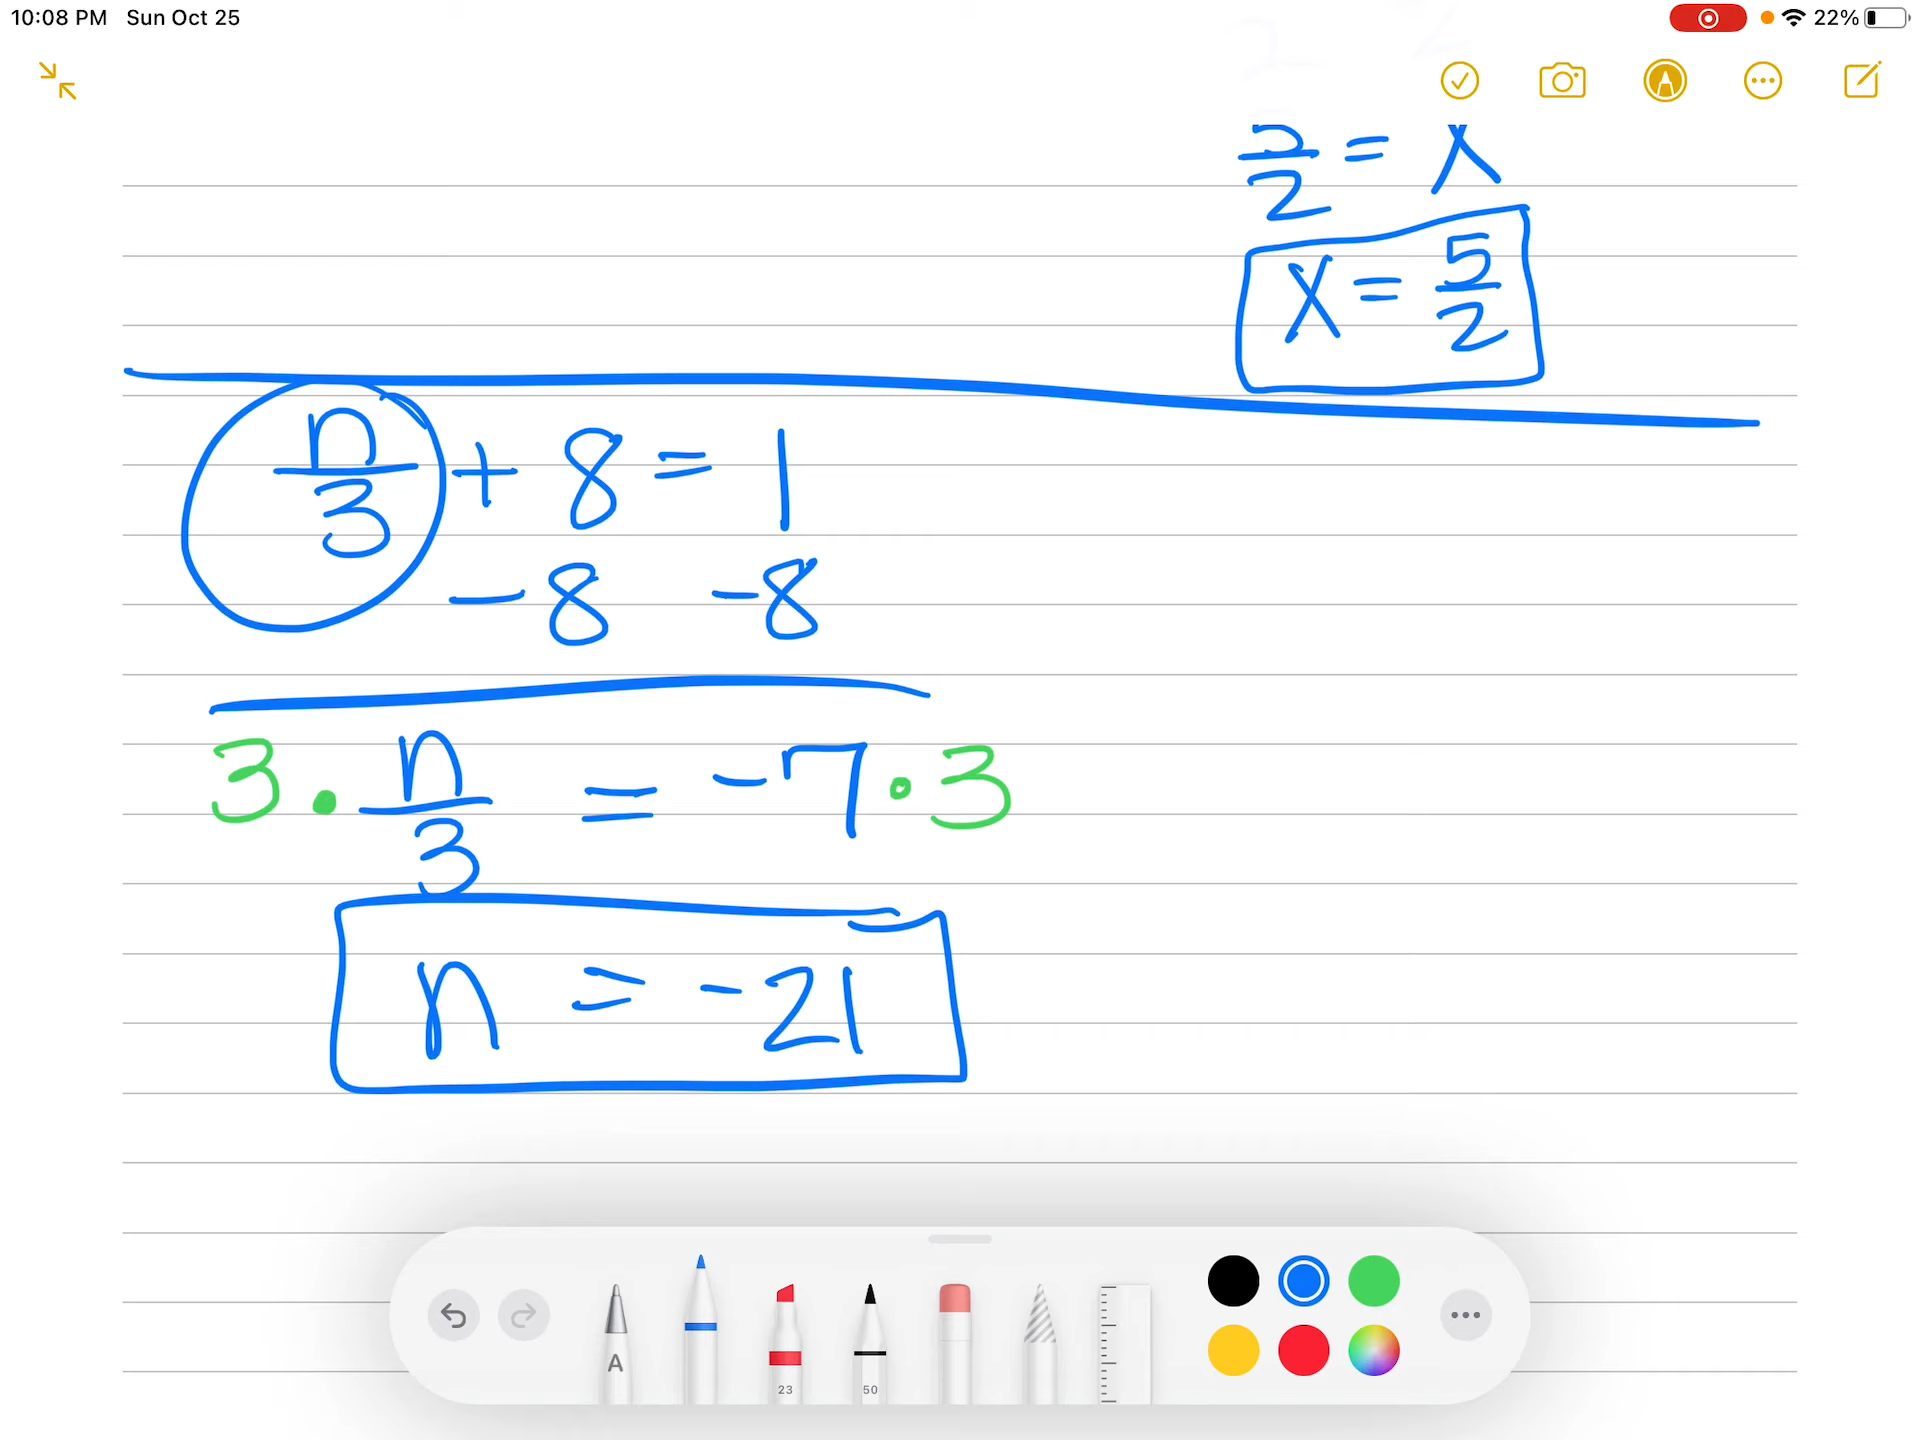 10:08 PM Sun Oct 25 22%
5/2 = x
x = 5/2
n/3 + 8 = 1
-8 -8
3 · n/3 = -7 · 3
n = -21
A 23 50